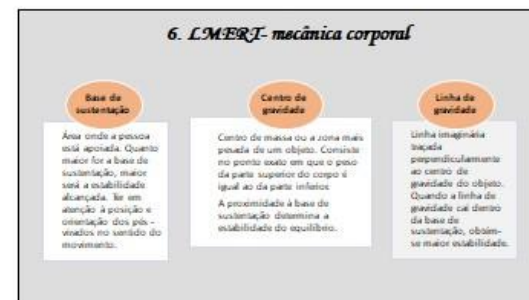 6. LMERT- mecânica corporal
Base de
sustentação
Área onde a pessoa
está apoiada. Quanto
maior for a base de
sustentação, maior
será a estabilidade
alcançada. Ter em
atenção à posição e
orientação dos pés -
virados no sentido do
movimento.
Centro de
gravidade
Centro de massa ou a zona mais
pesada de um objeto. Consiste
no ponto exato em que o peso
da parte superior do corpo é
igual ao da parte inferior.
A proximidade à base de
sustentação determina a
estabilidade do equilíbrio.
Linha de
gravidade
Linha imaginária
traçada
perpendicularmente
ao centro de
gravidade do objeto.
Quando a linha de
gravidade cai dentro
da base de
sustentação, obtém-
se maior estabilidade.